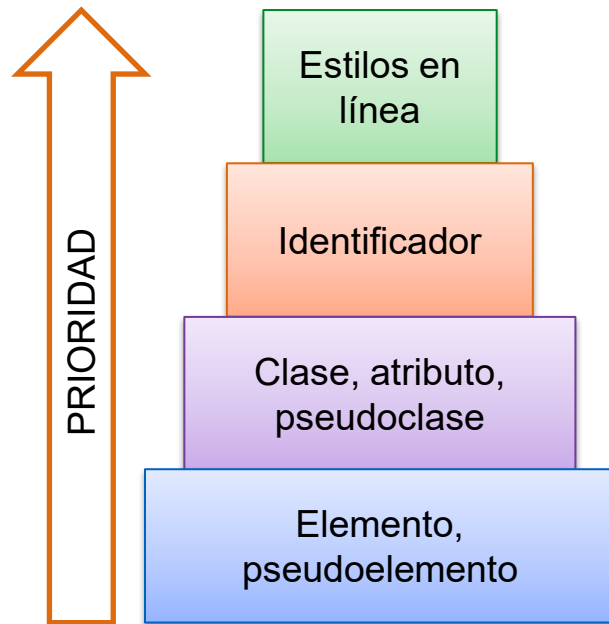 PRIORIDAD
Estilos en
línea
Identificador
Clase, atributo,
pseudoclase
Elemento,
pseudoelemento